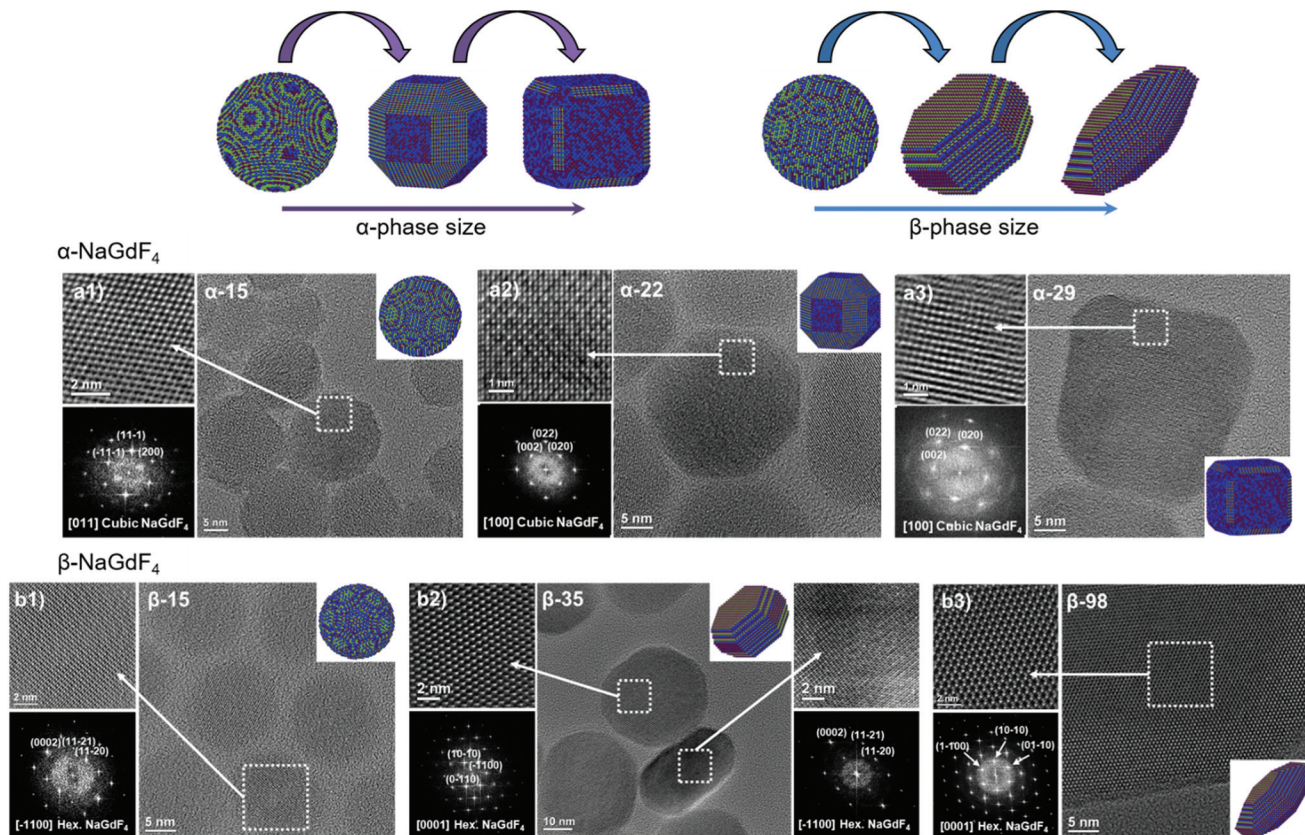 α-phase size
β-phase size
α-NaGdF₄
a1)
α-15
2 nm
(11-1)
(-11-1)
(200)
[011] Cubic NaGdF₄
5 nm
a2)
α-22
1 nm
(022)
(002)
(020)
[100] Cubic NaGdF₄
5 nm
a3)
α-29
1 nm
(022)
(020)
(002)
[100] Cubic NaGdF₄
5 nm
β-NaGdF₄
b1)
β-15
2 nm
(0002)
(11-21)
(11-20)
[-1100] Hex. NaGdF₄
5 nm
b2)
β-35
2 nm
(10-10)
(-1100)
(0-110)
[0001] Hex. NaGdF₄
10 nm
2 nm
(0002)
(11-21)
(11-20)
[-1100] Hex. NaGdF₄
b3)
β-98
2 nm
(10-10)
(1-100)
(01-10)
[0001] Hex. NaGdF₄
5 nm